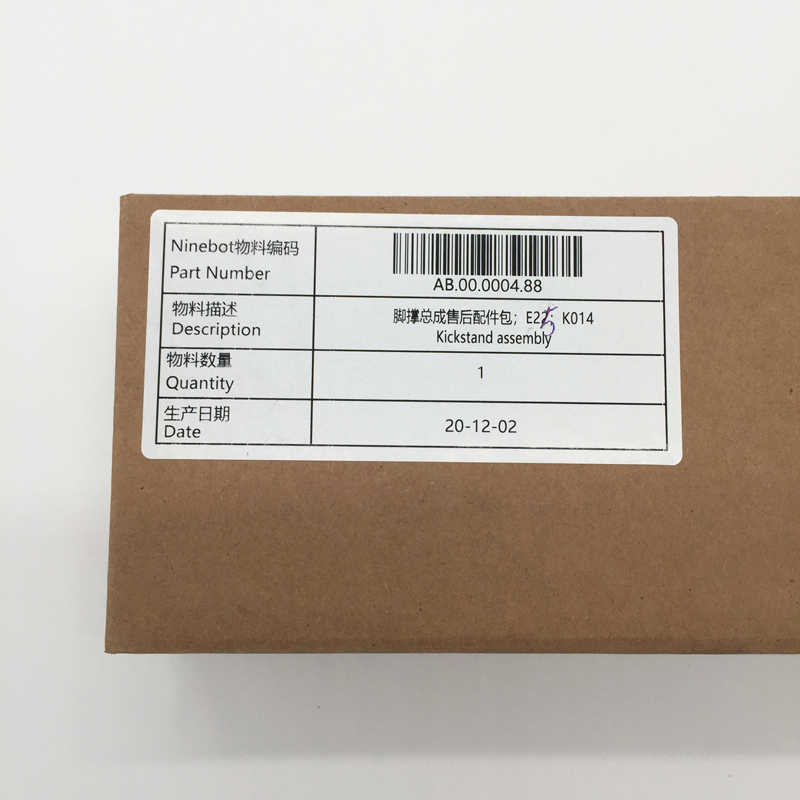 Ninebot物料编码
Part Number
AB.00.0004.88
物料描述
Description
脚撑总成售后配件包；E22；K014
5
Kickstand assembly
物料数量
Quantity
1
生产日期
Date
20-12-02